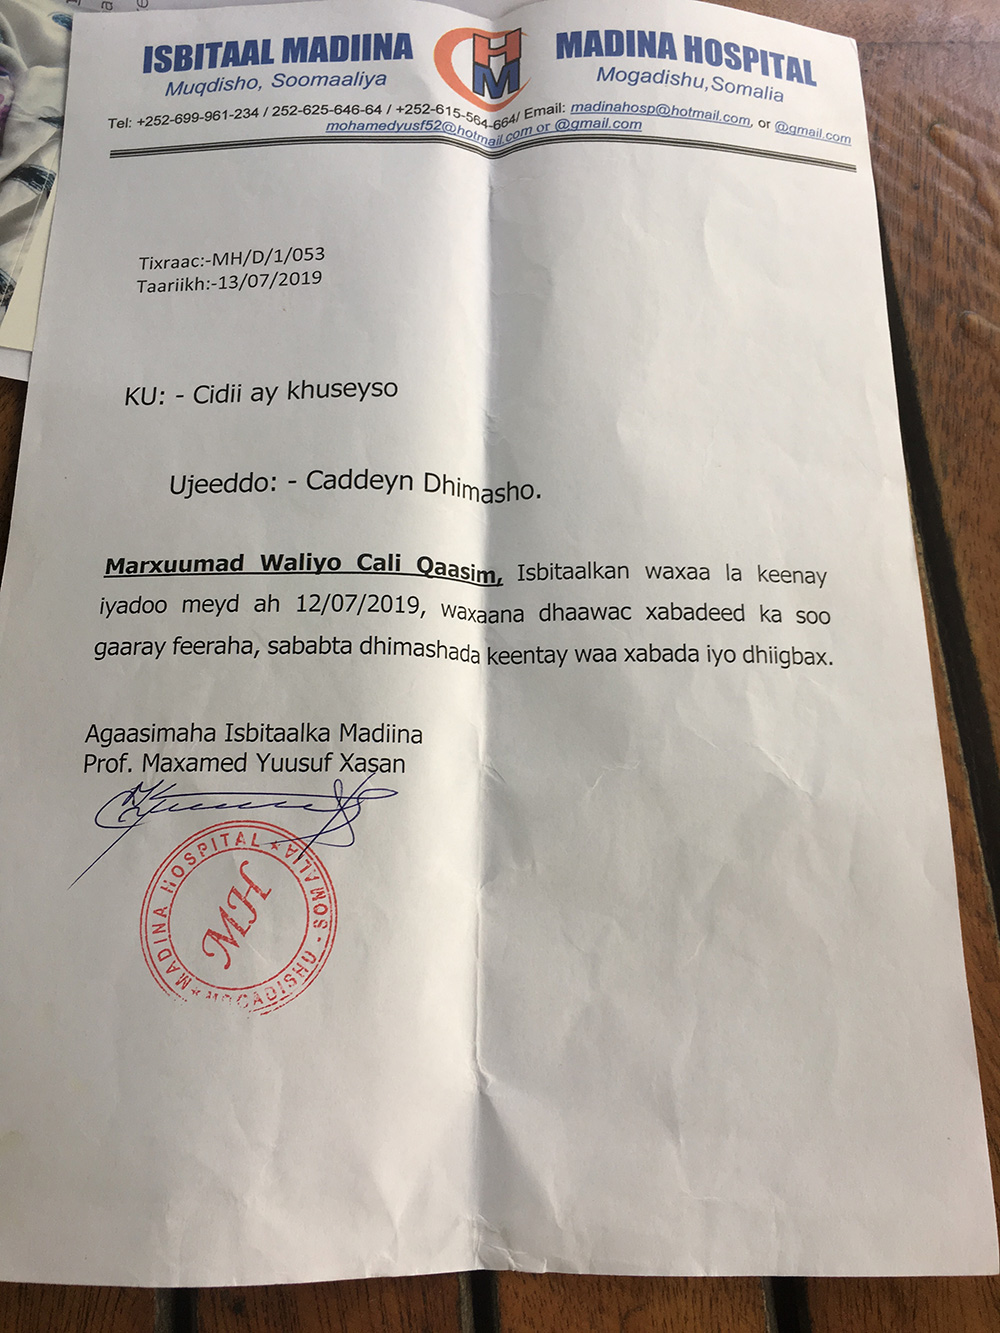 ISBITAAL MADIINA
Muqdisho, Soomaaliya
HM
MADINA HOSPITAL
Mogadishu, Somalia
Tel: +252-699-961-234 / 252-625-646-64 / +252-615-564-664/ Email: madinahosp@hotmail.com, or @gmail.com
mohamedyusf52@hotmail.com or @gmail.com
Tixraac:-MH/D/1/053
Taariikh:-13/07/2019
KU: - Cidii ay khuseyso
Ujeeddo: - Caddeyn Dhimasho.
Marxuumad Waliyo Cali Qaasim, Isbitaalkan waxaa la keenay
iyadoo meyd ah 12/07/2019, waxaana dhaawac xabadeed ka soo
gaaray feeraha, sababta dhimashada keentay waa xabada iyo dhiigbax.
Agaasimaha Isbitaalka Madiina
Prof. Maxamed Yuusuf Xasan
MADINA HOSPITAL
MH
MOGADISHU - SOMALIA